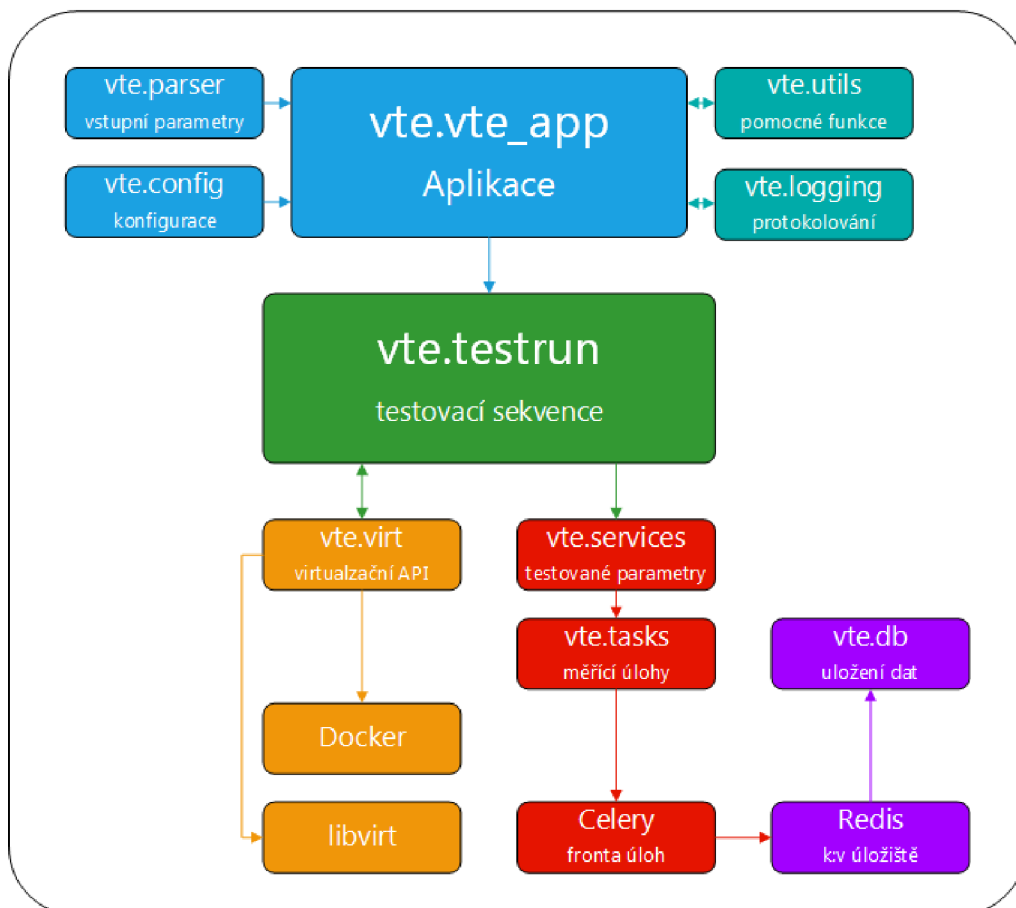 vte.parser
vstupní parametry
vte.config
konfigurace
vte.vte_app
Aplikace
vte.utils
pomocné funkce
vte.logging
protokolování
vte.testrun
testovací sekvence
vte.virt
virtualzační API
vte.services
testované parametry
vte.tasks
měřící úlohy
vte.db
uložení dat
Docker
libvirt
Celery
fronta úloh
Redis
k:v úložiště